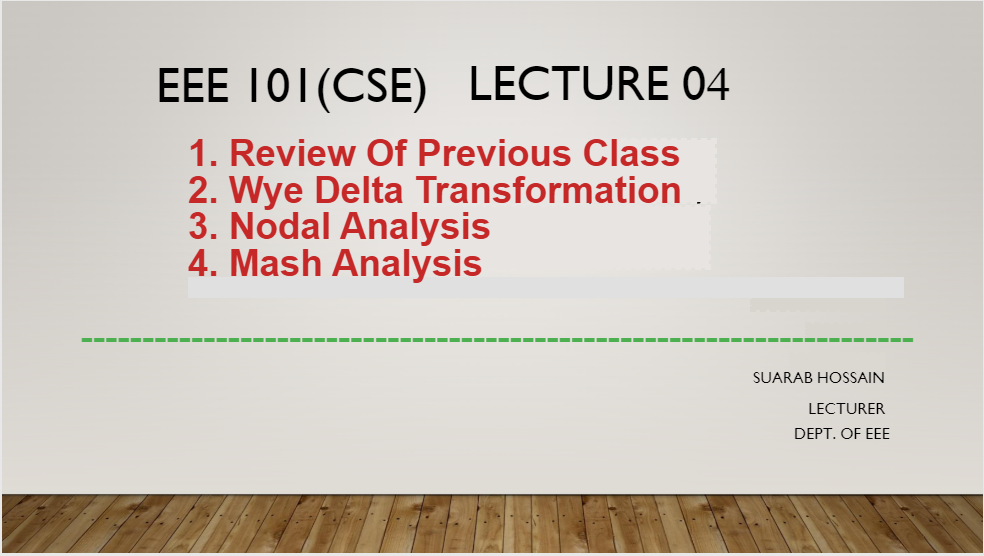 EEE 101(CSE) LECTURE 04
1. Review Of Previous Class
2. Wye Delta Transformation
3. Nodal Analysis
4. Mash Analysis
SUARAB HOSSAIN
LECTURER
DEPT. OF EEE